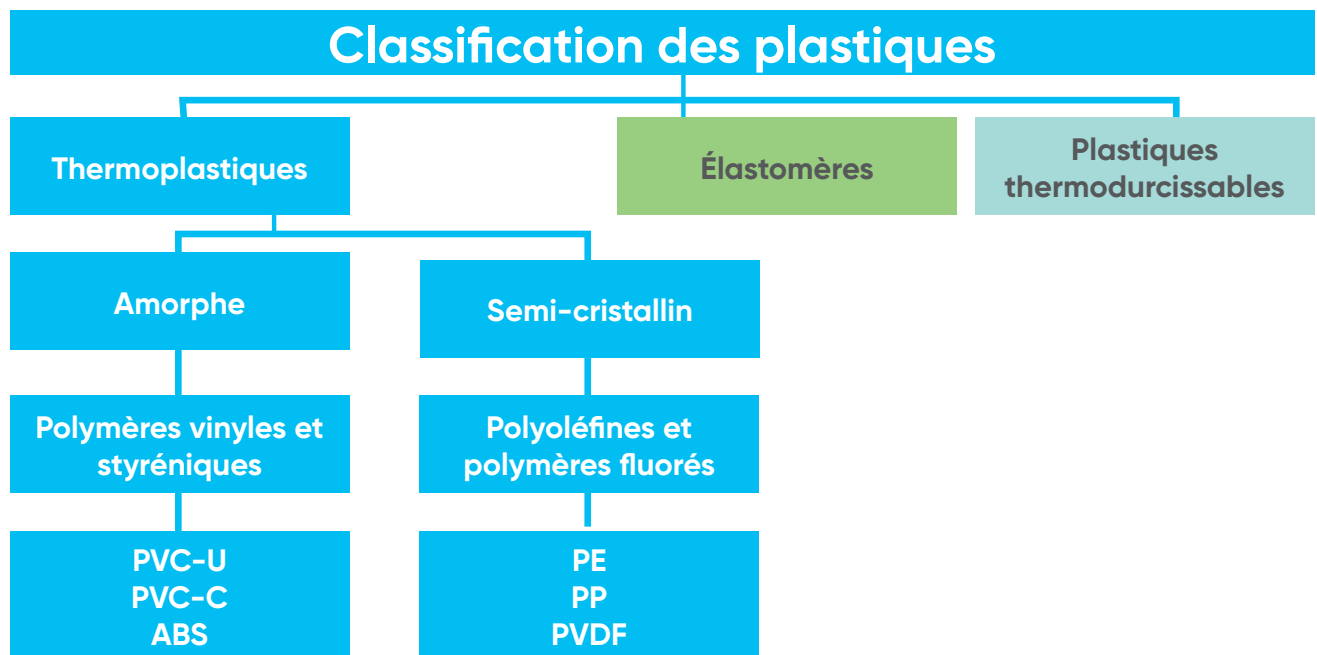 Classification des plastiques
Thermoplastiques
Élastomères
Plastiques
thermodurcissables
Amorphe
Semi-cristallin
Polymères vinyles et
styréniques
Polyoléfines et
polymères fluorés
PVC-U
PVC-C
ABS
PE
PP
PVDF